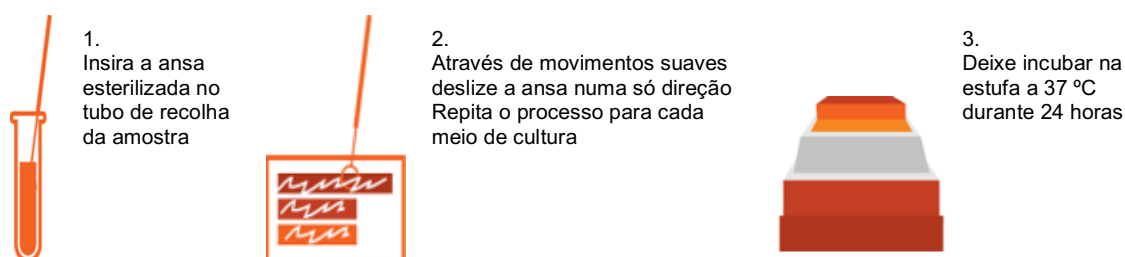 1.
Insira a ansa
esterilizada no
tubo de recolha
da amostra
2.
Através de movimentos suaves
deslize a ansa numa só direção
Repita o processo para cada
meio de cultura
3.
Deixe incubar na
estufa a 37 ºC
durante 24 horas